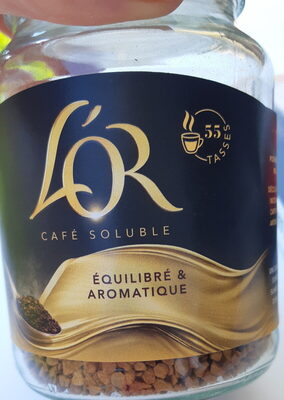 L'OR
55
TASSES
CAFÉ SOLUBLE
ÉQUILIBRÉ &
AROMATIQUE